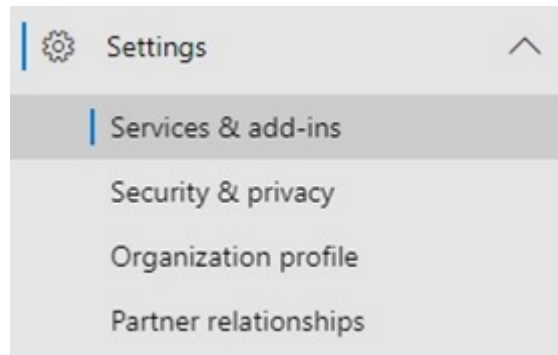 Settings
Services & add-ins
Security & privacy
Organization profile
Partner relationships